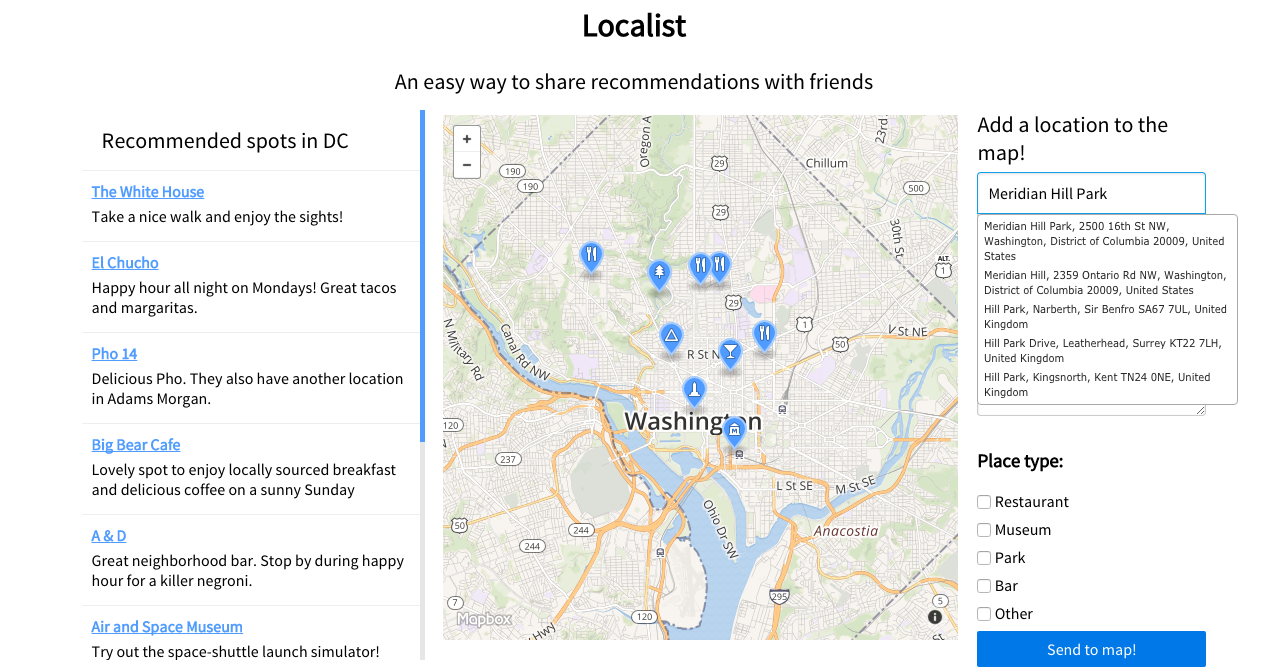 Localist
An easy way to share recommendations with friends
Recommended spots in DC
The White House
Take a nice walk and enjoy the sights!
El Chucho
Happy hour all night on Mondays! Great tacos
and margaritas.
Pho 14
Delicious Pho. They also have another location
in Adams Morgan.
Big Bear Cafe
Lovely spot to enjoy locally sourced breakfast
and delicious coffee on a sunny Sunday
A & D
Great neighborhood bar. Stop by during happy
hour for a killer negroni.
Air and Space Museum
Try out the space-shuttle launch simulator!
+
−
Oregon A
23rd
29
Chillum
190
190
500
29
30th St
ALT.
1
29
N Military Rd
Canal Rd NW
1
V St NE
50
R St N
Washington
M
120
237
L St SE
M St SE
Ohio Dr SW
50
244
244
Anacostia
295
7
120
5
Mapbox
Hwy
i
Add a location to the
map!
Meridian Hill Park
Meridian Hill Park, 2500 16th St NW,
Washington, District of Columbia 20009, United
States
Meridian Hill, 2359 Ontario Rd NW, Washington,
District of Columbia 20009, United States
Hill Park, Narberth, Sir Benfro SA67 7UL, United
Kingdom
Hill Park Drive, Leatherhead, Surrey KT22 7LH,
United Kingdom
Hill Park, Kingsnorth, Kent TN24 0NE, United
Kingdom
Place type:
Restaurant
Museum
Park
Bar
Other
Send to map!